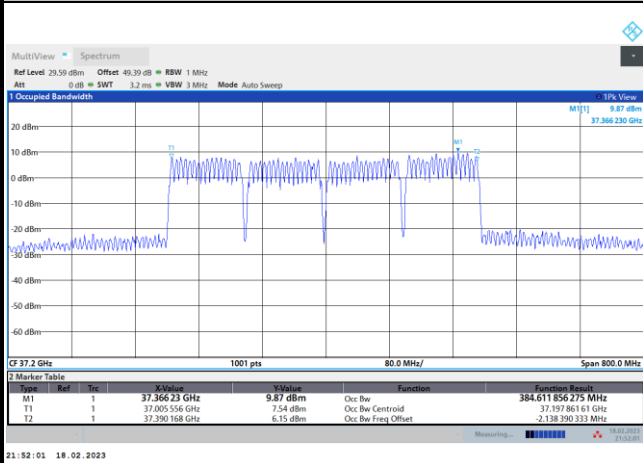 MultiView Spectrum
Ref Level 29.59 dBm Offset 49.39 dB RBW 1 MHz
Att 0 dB SWT 3.2 ms VBW 3 MHz Mode Auto Sweep
1 Occupied Bandwidth 1Pk View
M1[1] 9.87 dBm
37.366 230 GHz
20 dBm
T1 M1 T2
10 dBm
0 dBm
-10 dBm
-20 dBm
-30 dBm
-40 dBm
-50 dBm
-60 dBm
CF 37.2 GHz 1001 pts 80.0 MHz/ Span 800.0 MHz
2 Marker Table
Type Ref Trc X-Value Y-Value Function Function Result
M1 1 37.366 23 GHz 9.87 dBm Occ Bw 384.611 856 275 MHz
T1 1 37.005 556 GHz 7.54 dBm Occ Bw Centroid 37.197 861 61 GHz
T2 1 37.390 168 GHz 6.15 dBm Occ Bw Freq Offset -2.138 390 333 MHz
Measuring... 18.02.2023
21:52:01
21:52:01 18.02.2023